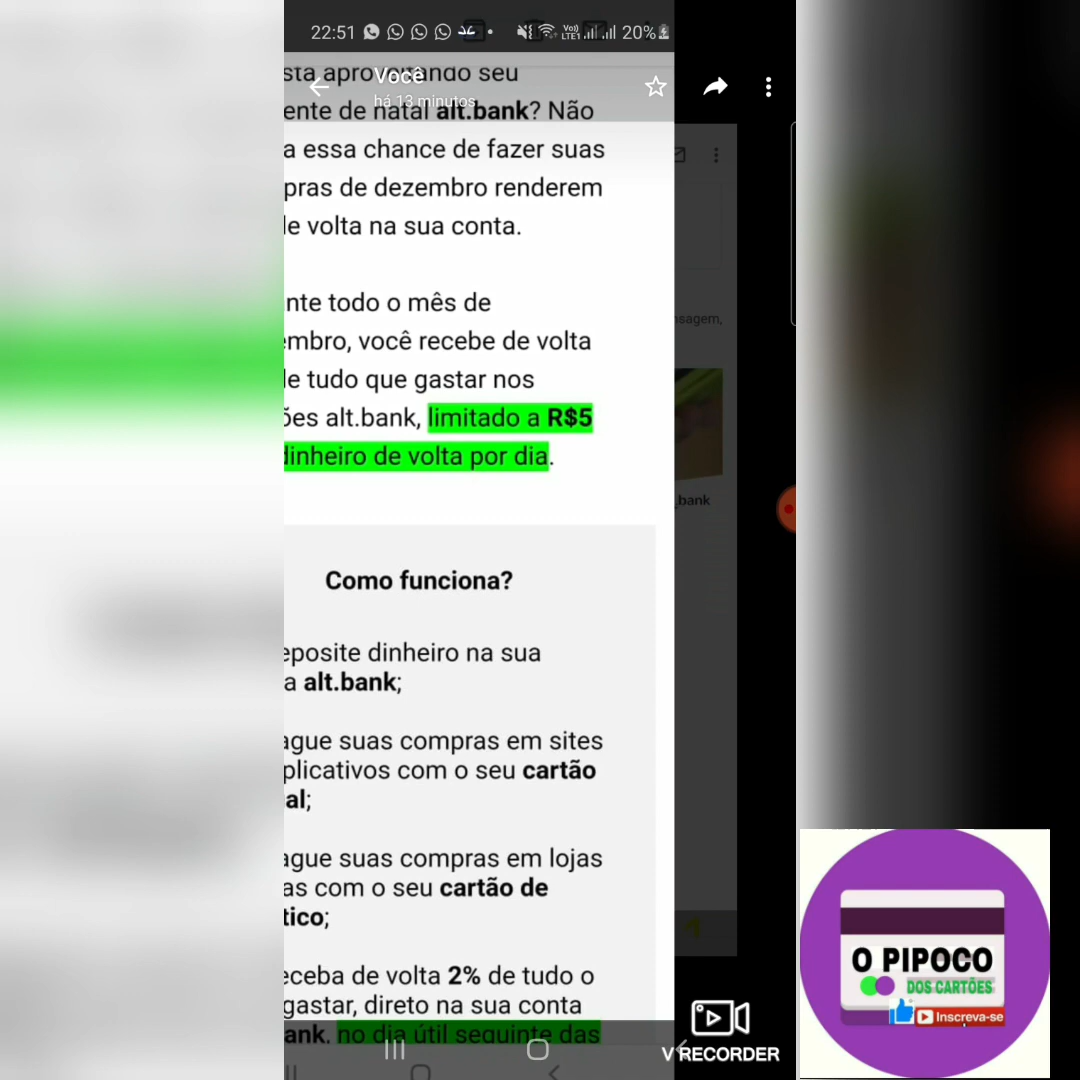 22:51
Vo)
LTE1
20%
sta aproveitando seu
Você
há 13 minutos
ente de natal alt.bank? Não
a essa chance de fazer suas
pras de dezembro renderem
le volta na sua conta.
nte todo o mês de
embro, você recebe de volta
le tudo que gastar nos
ões alt.bank, limitado a R$5
dinheiro de volta por dia.
nsagem,
_bank
Como funciona?
eposite dinheiro na sua
a alt.bank;
ague suas compras em sites
plicativos com o seu cartão
al;
ague suas compras em lojas
as com o seu cartão de
tico;
eceba de volta 2% de tudo o
gastar, direto na sua conta
ank, no dia útil seguinte das
V RECORDER
O PIPOCO
DOS CARTÕES
Inscreva-se